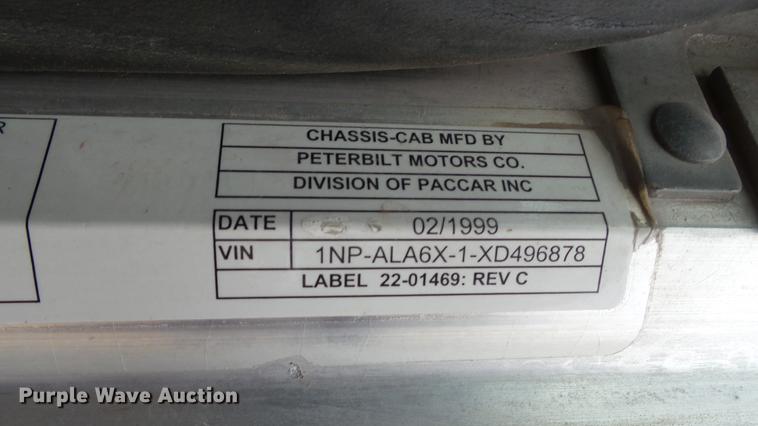 R
CHASSIS-CAB MFD BY
PETERBILT MOTORS CO.
DIVISION OF PACCAR INC
DATE 02/1999
VIN 1NP-ALA6X-1-XD496878
LABEL 22-01469: REV C
Purple Wave Auction